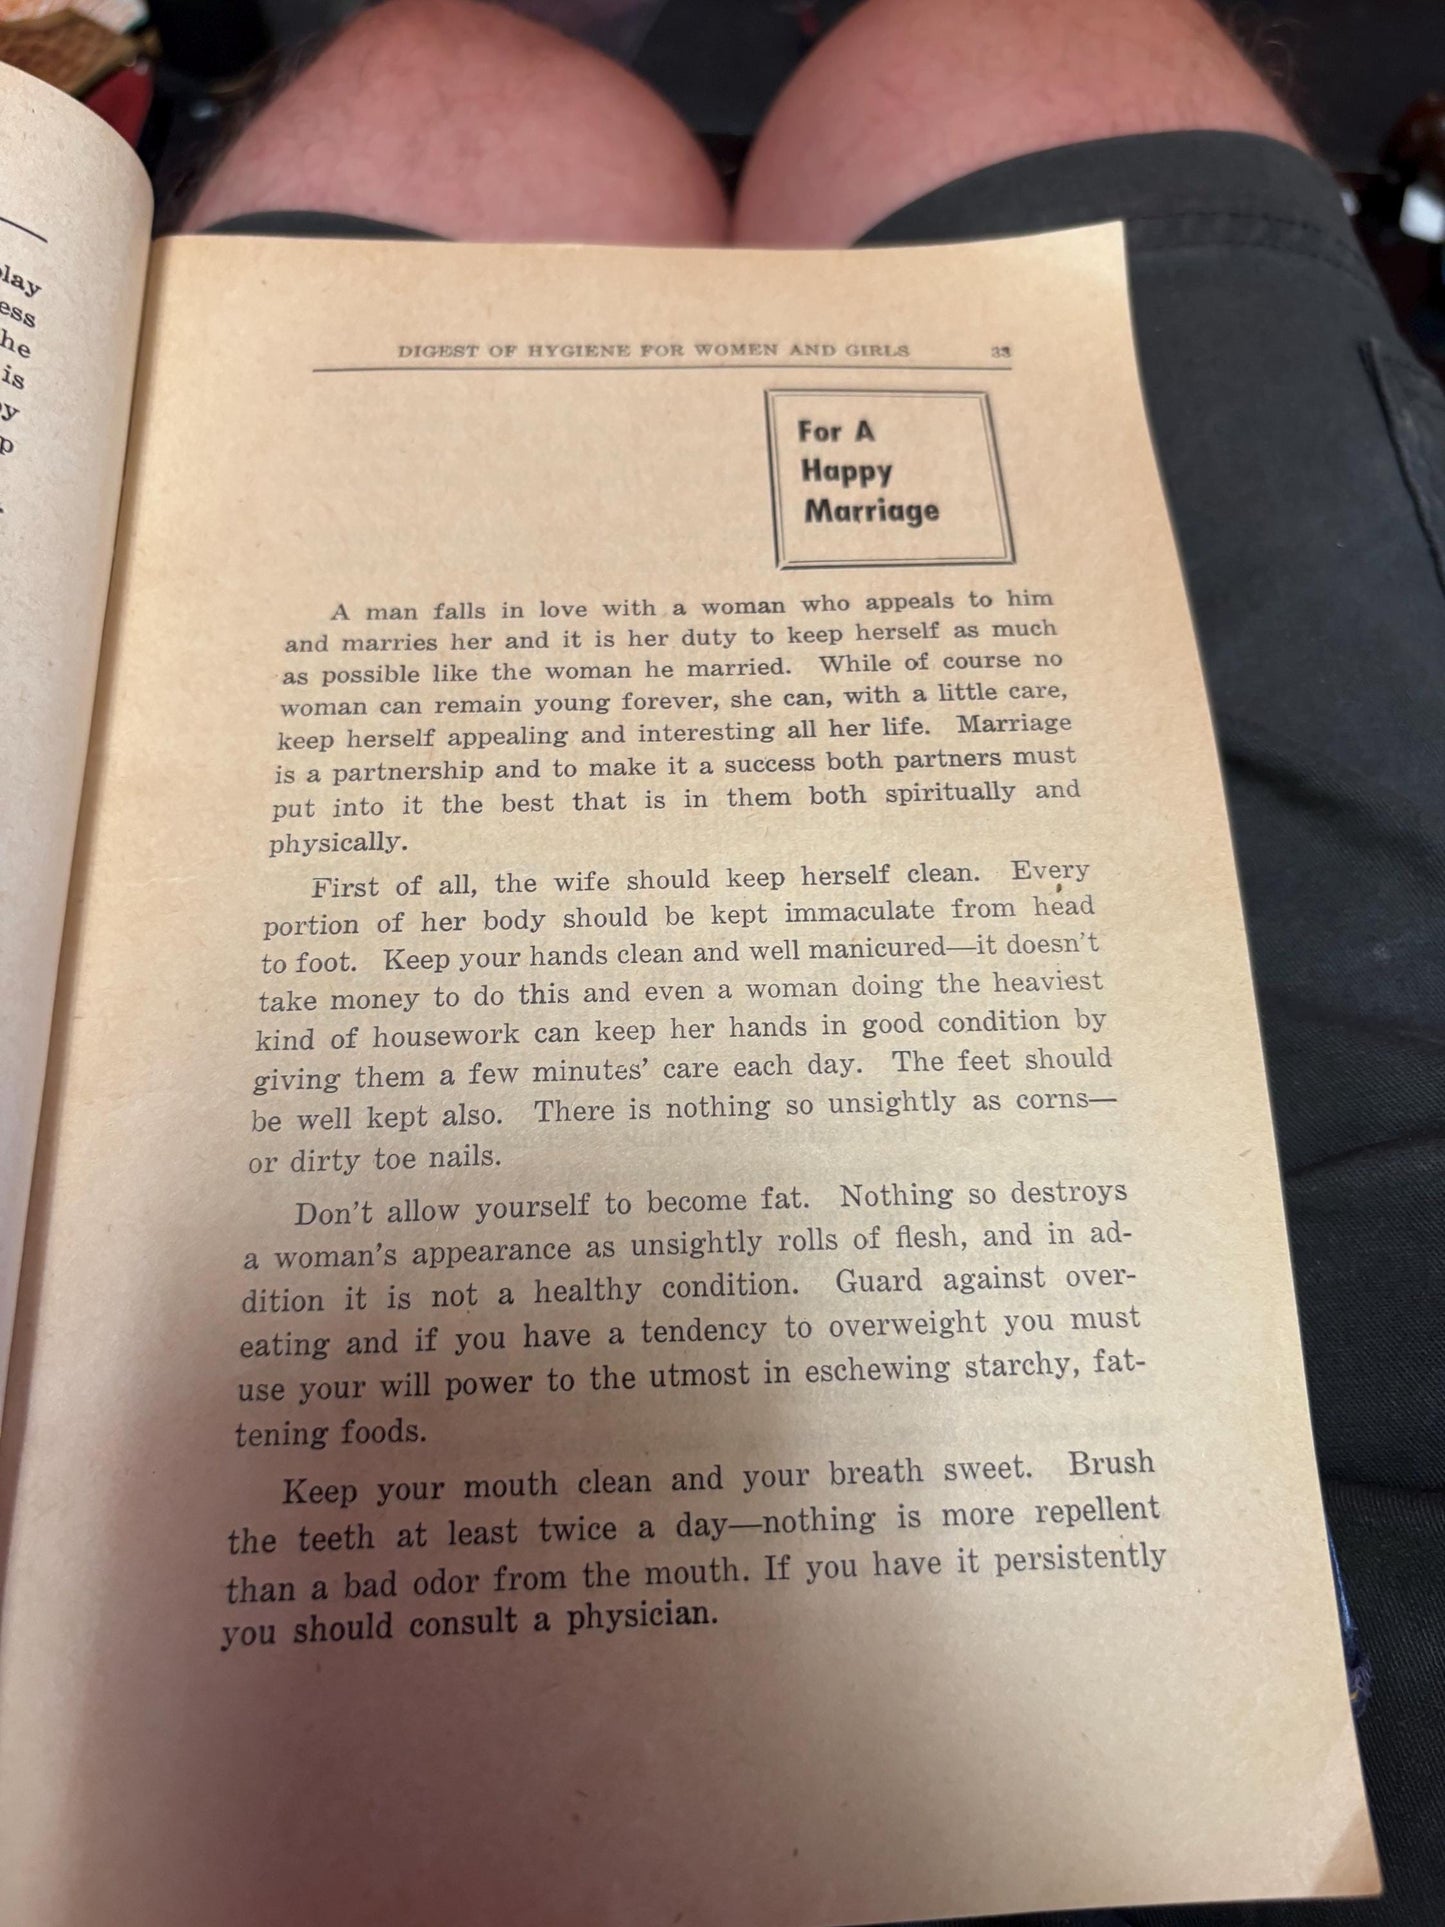 lay
ess
he
is
by
p
DIGEST OF HYGIENE FOR WOMEN AND GIRLS 33
For A
Happy
Marriage
A man falls in love with a woman who appeals to him
and marries her and it is her duty to keep herself as much
as possible like the woman he married. While of course no
woman can remain young forever, she can, with a little care,
keep herself appealing and interesting all her life. Marriage
is a partnership and to make it a success both partners must
put into it the best that is in them both spiritually and
physically.
First of all, the wife should keep herself clean. Every
portion of her body should be kept immaculate from head
to foot. Keep your hands clean and well manicured—it doesn't
take money to do this and even a woman doing the heaviest
kind of housework can keep her hands in good condition by
giving them a few minutes' care each day. The feet should
be well kept also. There is nothing so unsightly as corns—
or dirty toe nails.
Don't allow yourself to become fat. Nothing so destroys
a woman's appearance as unsightly rolls of flesh, and in ad-
dition it is not a healthy condition. Guard against over-
eating and if you have a tendency to overweight you must
use your will power to the utmost in eschewing starchy, fat-
tening foods.
Keep your mouth clean and your breath sweet. Brush
the teeth at least twice a day—nothing is more repellent
than a bad odor from the mouth. If you have it persistently
you should consult a physician.